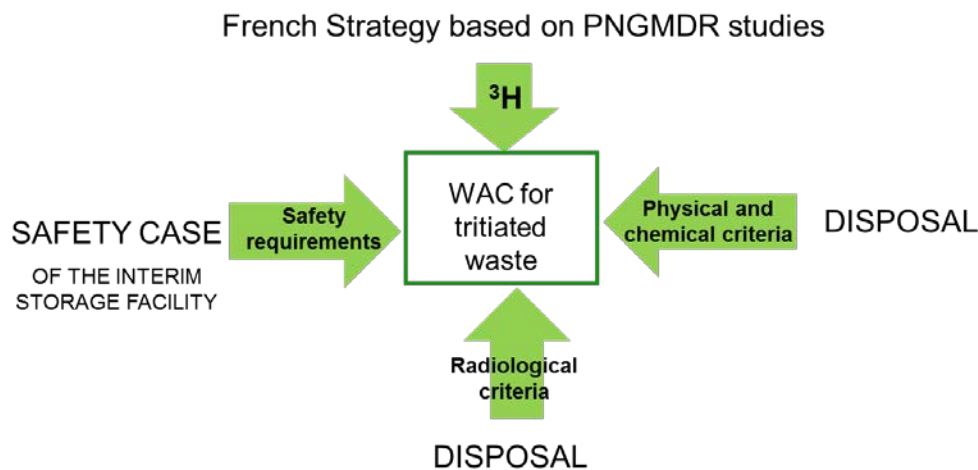 French Strategy based on PNGMDR studies
³H
WAC for
tritiated
waste
Safety
requirements
SAFETY CASE
OF THE INTERIM
STORAGE FACILITY
Physical and
chemical criteria
DISPOSAL
Radiological
criteria
DISPOSAL